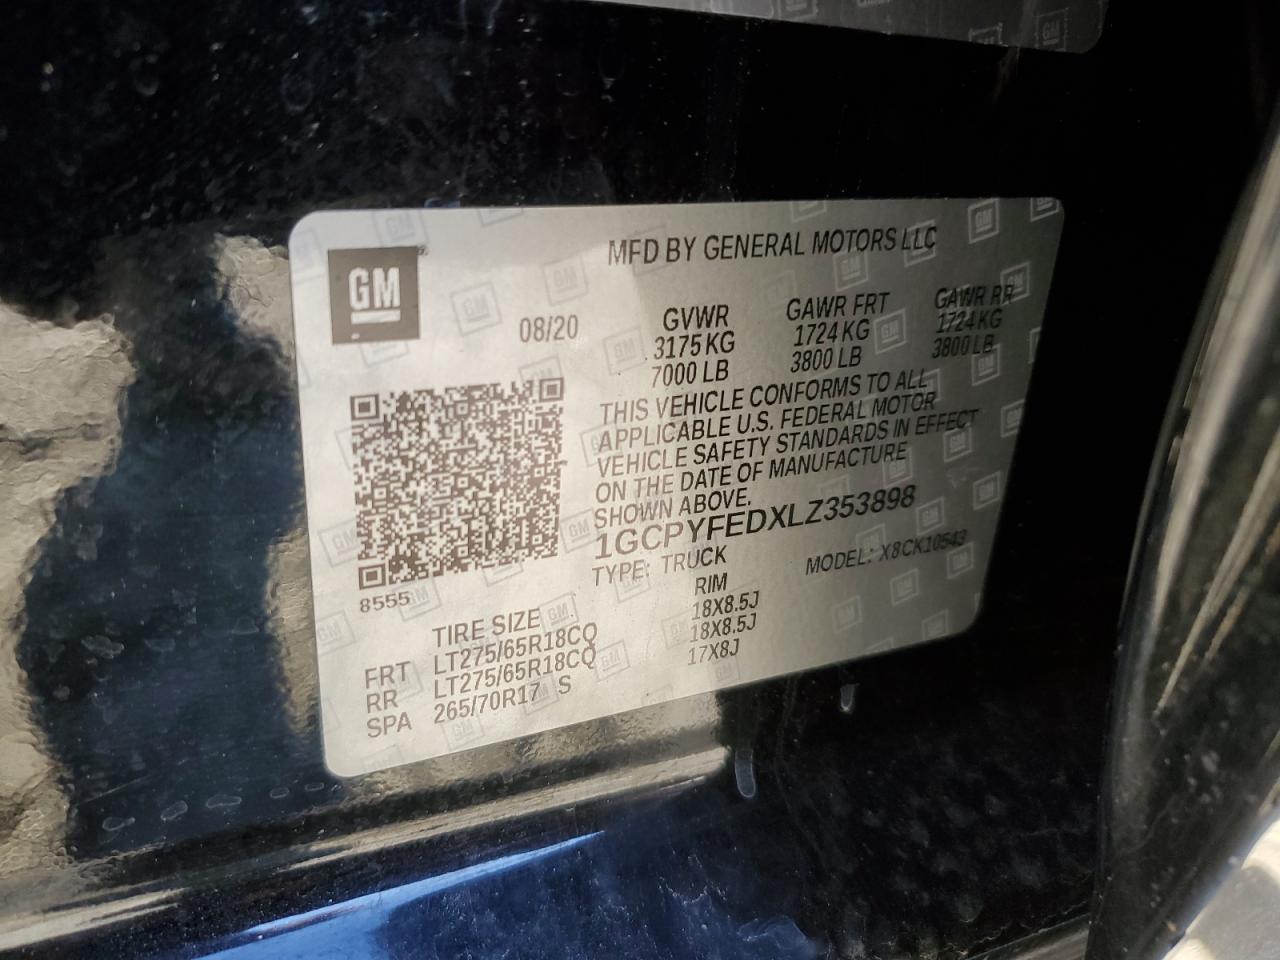 GM
MFD BY GENERAL MOTORS LLC
08/20
GVWR GAWR FRT GAWR RR
3175 KG 1724 KG 1724 KG
7000 LB 3800 LB 3800 LB
THIS VEHICLE CONFORMS TO ALL
APPLICABLE U.S. FEDERAL MOTOR
VEHICLE SAFETY STANDARDS IN EFFECT
ON THE DATE OF MANUFACTURE
SHOWN ABOVE.
1GCPYFEDXLZ353898
TYPE: TRUCK MODEL: X8CK10543
8555
TIRE SIZE RIM
FRT LT275/65R18CQ 18X8.5J
RR LT275/65R18CQ 18X8.5J
SPA 265/70R17 S 17X8J